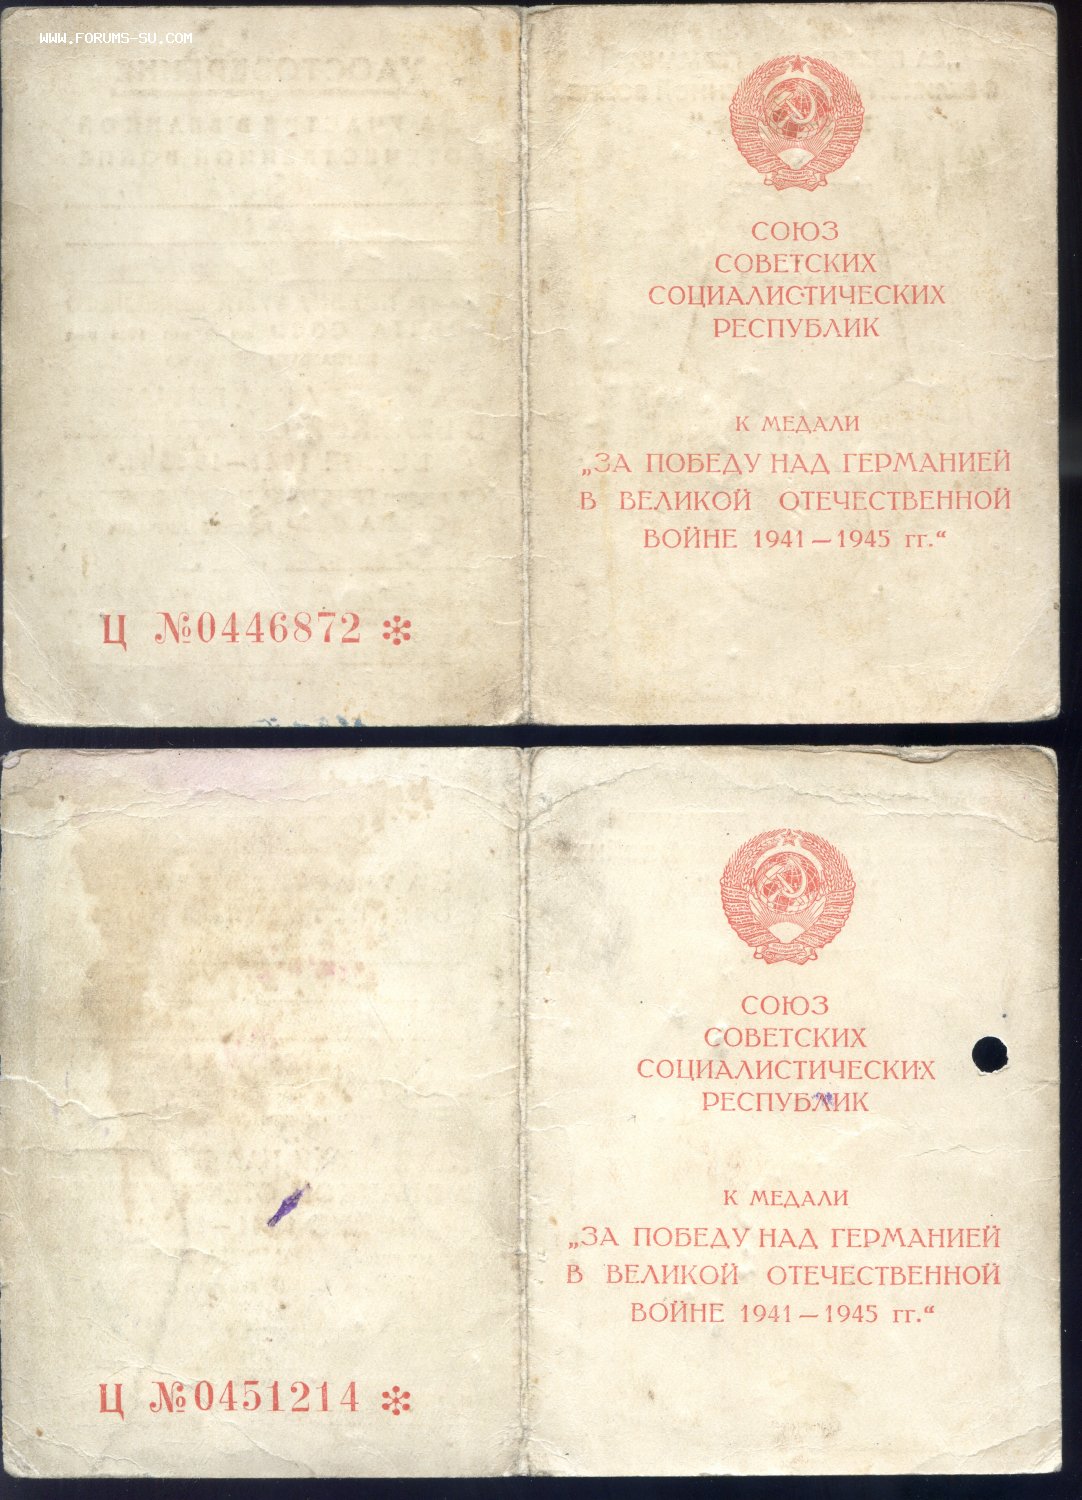 WWW.FORUMS-SU.COM
СОЮЗ
СОВЕТСКИХ
СОЦИАЛИСТИЧЕСКИХ
РЕСПУБЛИК
К МЕДАЛИ
„ЗА ПОБЕДУ НАД ГЕРМАНИЕЙ
В ВЕЛИКОЙ ОТЕЧЕСТВЕННОЙ
ВОЙНЕ 1941—1945 гг.“
Ц №0446872
СОЮЗ
СОВЕТСКИХ
СОЦИАЛИСТИЧЕСКИХ
РЕСПУБЛИК
К МЕДАЛИ
„ЗА ПОБЕДУ НАД ГЕРМАНИЕЙ
В ВЕЛИКОЙ ОТЕЧЕСТВЕННОЙ
ВОЙНЕ 1941—1945 гг.“
Ц №0451214